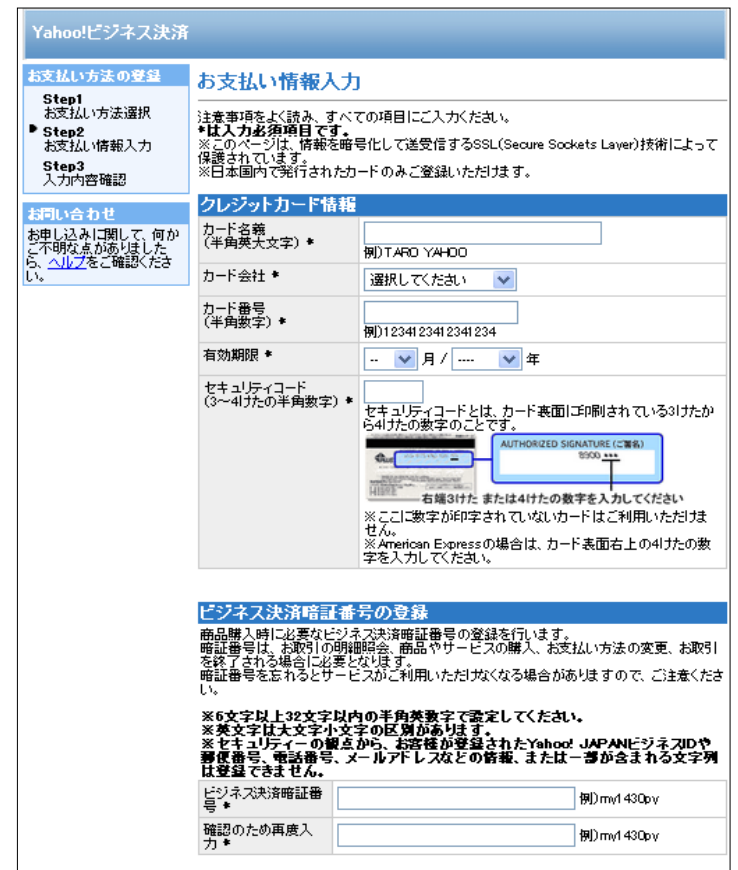 Yahoo!ビジネス決済
お支払い方法の登録
Step1
お支払い方法選択
Step2
お支払い情報入力
Step3
入力内容確認
お問い合わせ
お申し込みに関して、何か
ご不明な点がありました
ら、ヘルプをご確認くださ
い。
お支払い情報入力
注意事項をよく読み、すべての項目にご入力ください。
*は入力必須項目です。
※このページは、情報を暗号化して送受信するSSL(Secure Sockets Layer)技術によって
保護されています。
※日本国内で発行されたカードのみご登録いただけます。
クレジットカード情報
カード名義
(半角英大文字) *
例)TARO YAHOO
カード会社 *
選択してください
カード番号
(半角数字) *
例)1234123412341234
有効期限 *
-- 月 / ---- 年
セキュリティコード
(3～4けたの半角数字) *
セキュリティコードとは、カード裏面に印刷されている3けたか
ら4けたの数字のことです。
AUTHORIZED SIGNATURE (ご署名)
8900 ***
右端3けた または4けたの数字を入力してください
※ここに数字が印字されていないカードはご利用いただけま
せん。
※American Expressの場合は、カード表面右上の4けたの数
字を入力してください。
ビジネス決済暗証番号の登録
商品購入時に必要なビジネス決済暗証番号の登録を行います。
暗証番号は、お取引の明細照会、商品やサービスの購入、お支払い方法の変更、お取引
を終了される場合に必要となります。
暗証番号を忘れるとサービスがご利用いただけなくなる場合がありますので、ご注意くださ
い。
※6文字以上32文字以内の半角英数字で設定してください。
※英文字は大文字小文字の区別があります。
※セキュリティーの観点から、お客様が登録されたYahoo! JAPANビジネスIDや
郵便番号、電話番号、メールアドレスなどの情報、または一部が含まれる文字列
は登録できません。
ビジネス決済暗証番
号 *
例)my1430pv
確認のため再度入
力 *
例)my1430pv